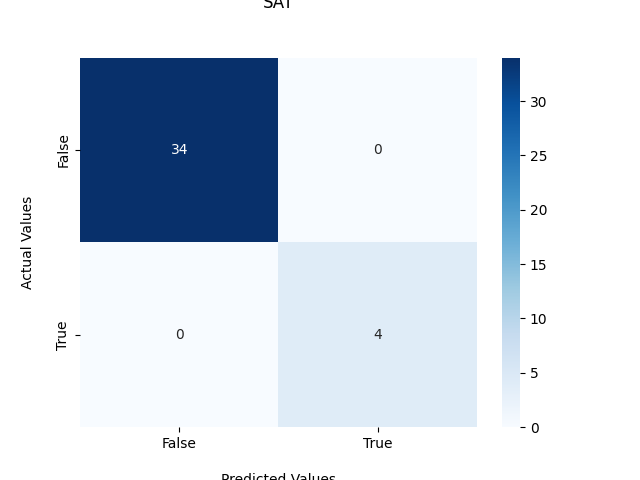 SAT
False
34
0
30
25
20
15
10
5
0
Actual Values
True
0
4
False
True
Predicted Values